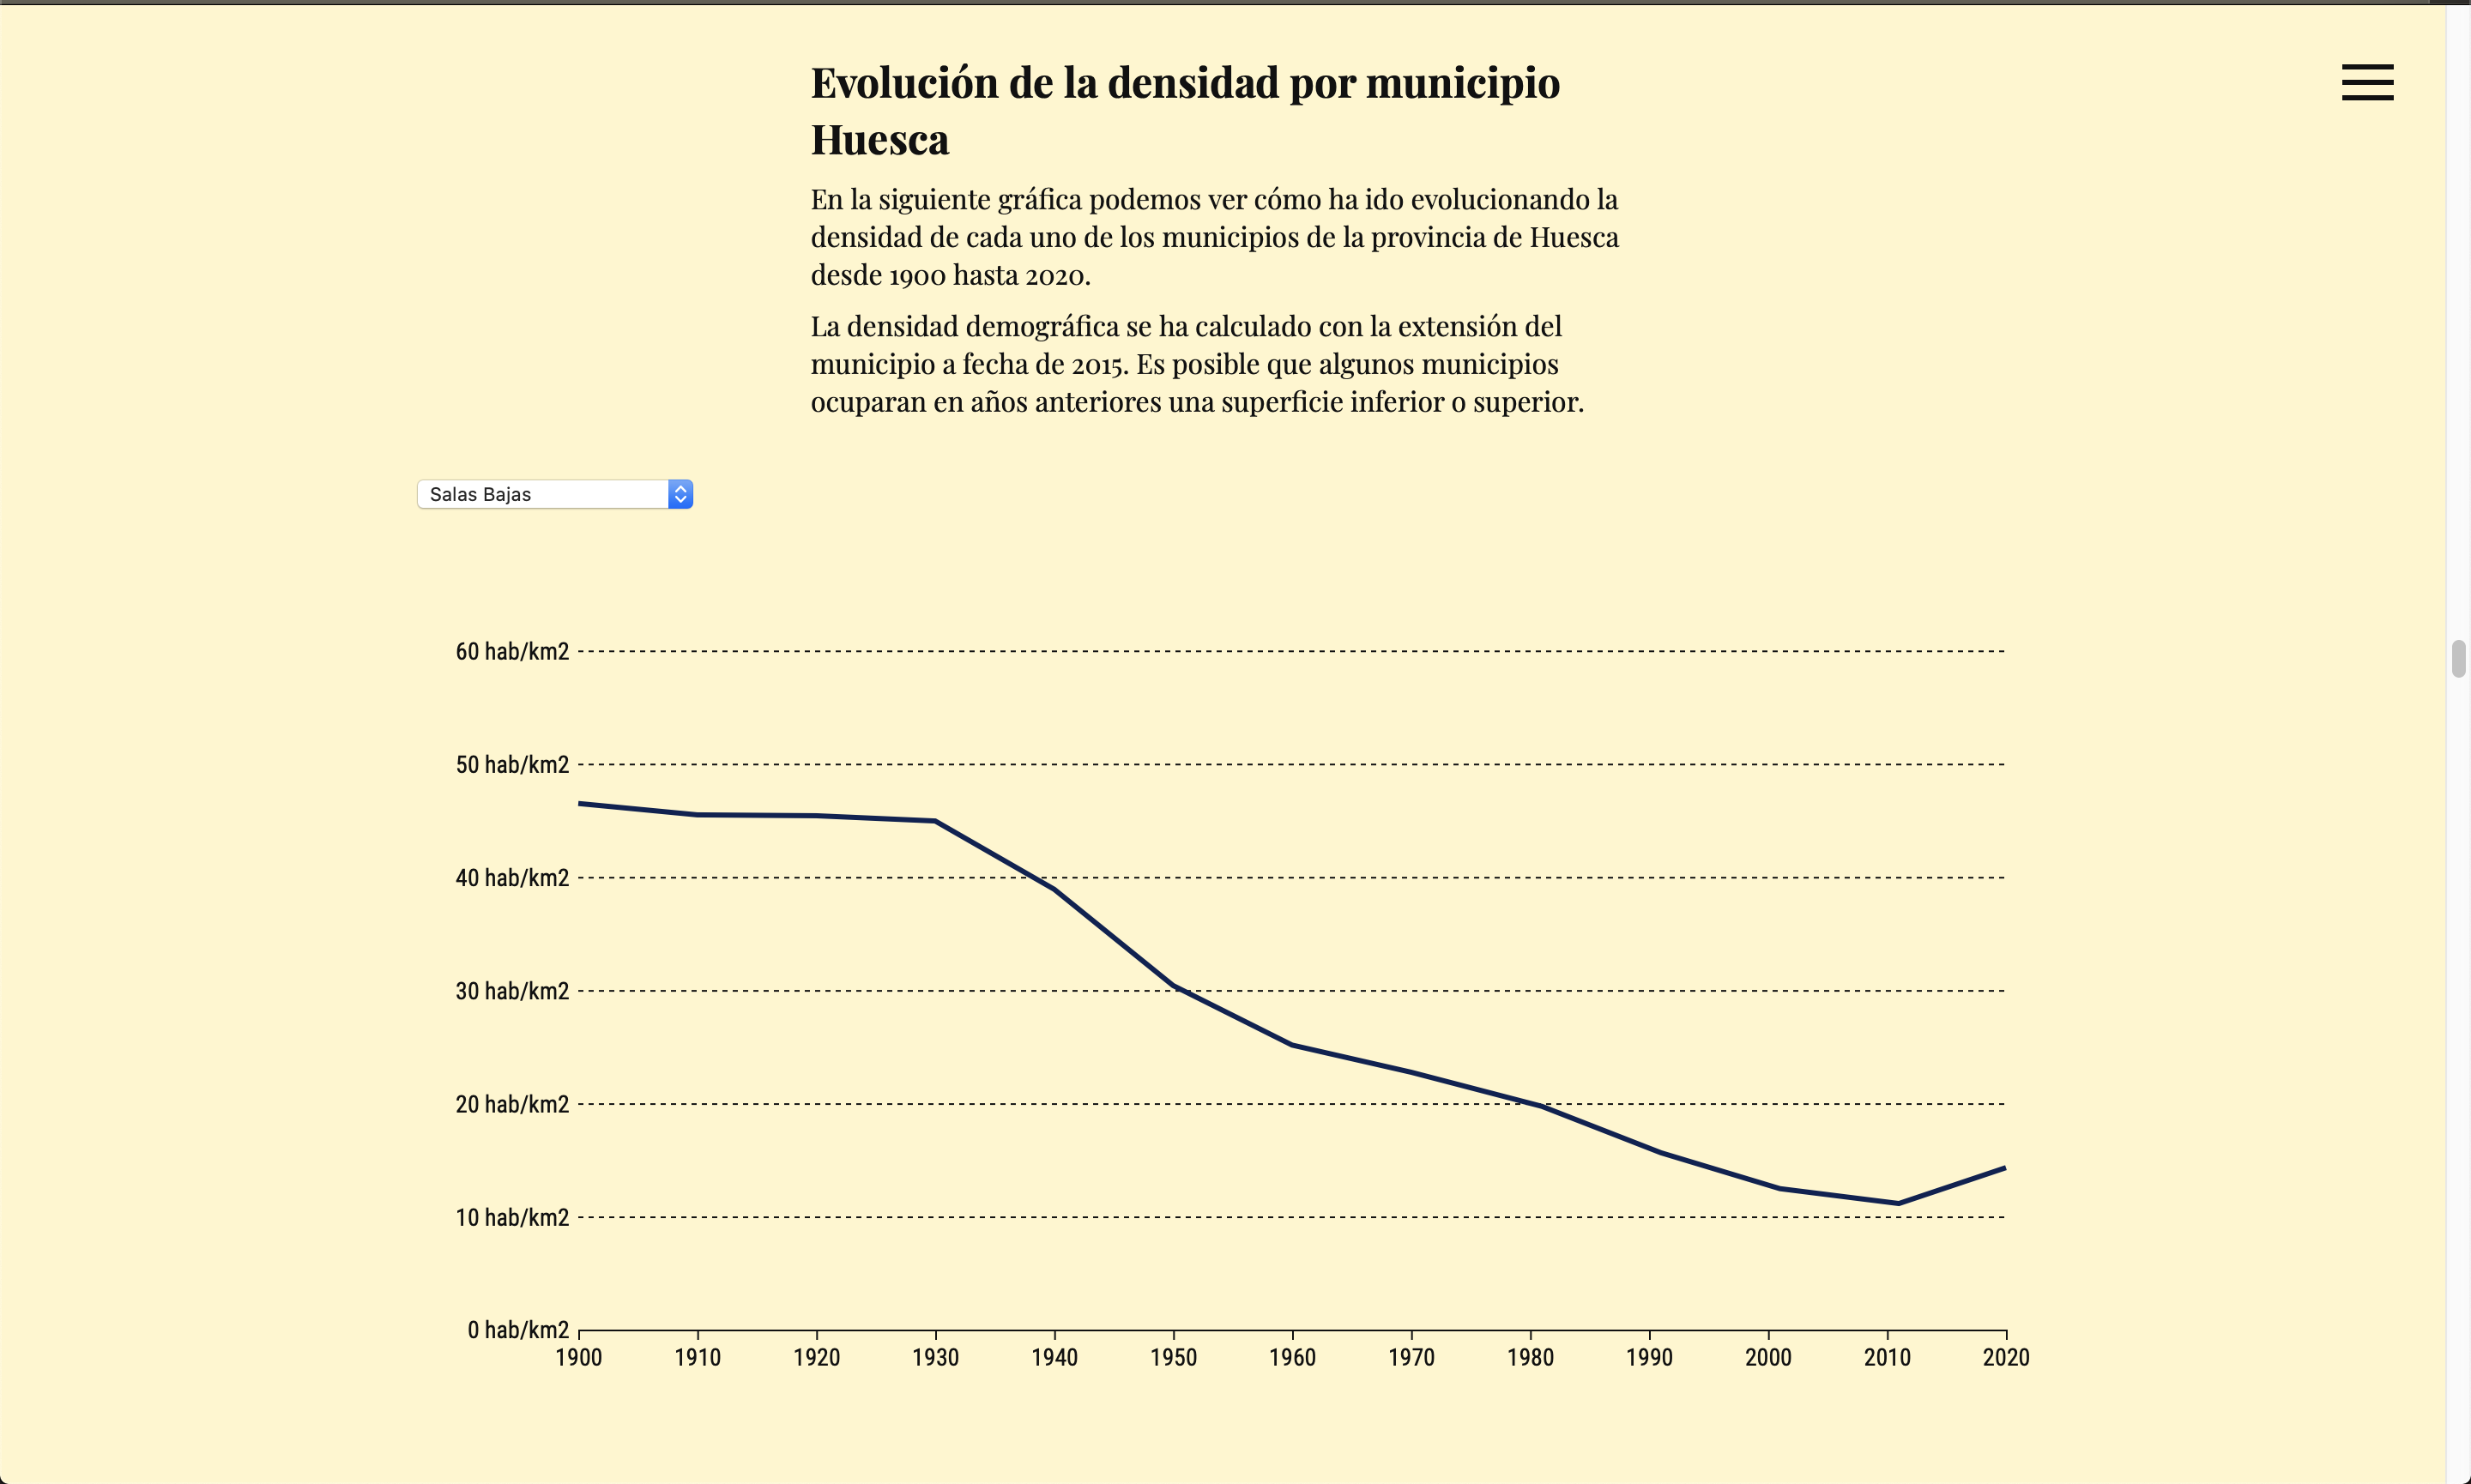 Evolución de la densidad por municipio
Huesca
En la siguiente gráfica podemos ver cómo ha ido evolucionando la
densidad de cada uno de los municipios de la provincia de Huesca
desde 1900 hasta 2020.
La densidad demográfica se ha calculado con la extensión del
municipio a fecha de 2015. Es posible que algunos municipios
ocuparan en años anteriores una superficie inferior o superior.
Salas Bajas
60 hab/km2
50 hab/km2
40 hab/km2
30 hab/km2
20 hab/km2
10 hab/km2
0 hab/km2
1900 1910 1920 1930 1940 1950 1960 1970 1980 1990 2000 2010 2020